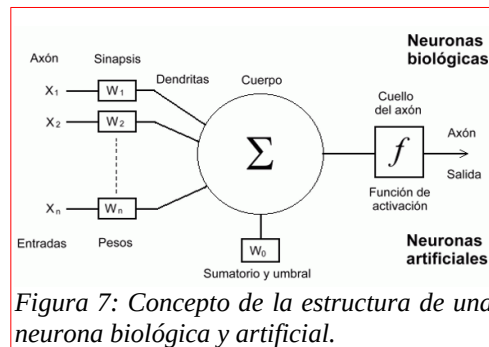 Neuronas
biológicas
Axón Sinapsis
Dendritas Cuerpo
X1 W1
X2 W2
Cuello
del axón
Σ
f
Axón
Salida
Función de
activación
Xn Wn
Entradas Pesos
W0
Sumatorio y umbral
Neuronas
artificiales
Figura 7: Concepto de la estructura de una
neurona biológica y artificial.